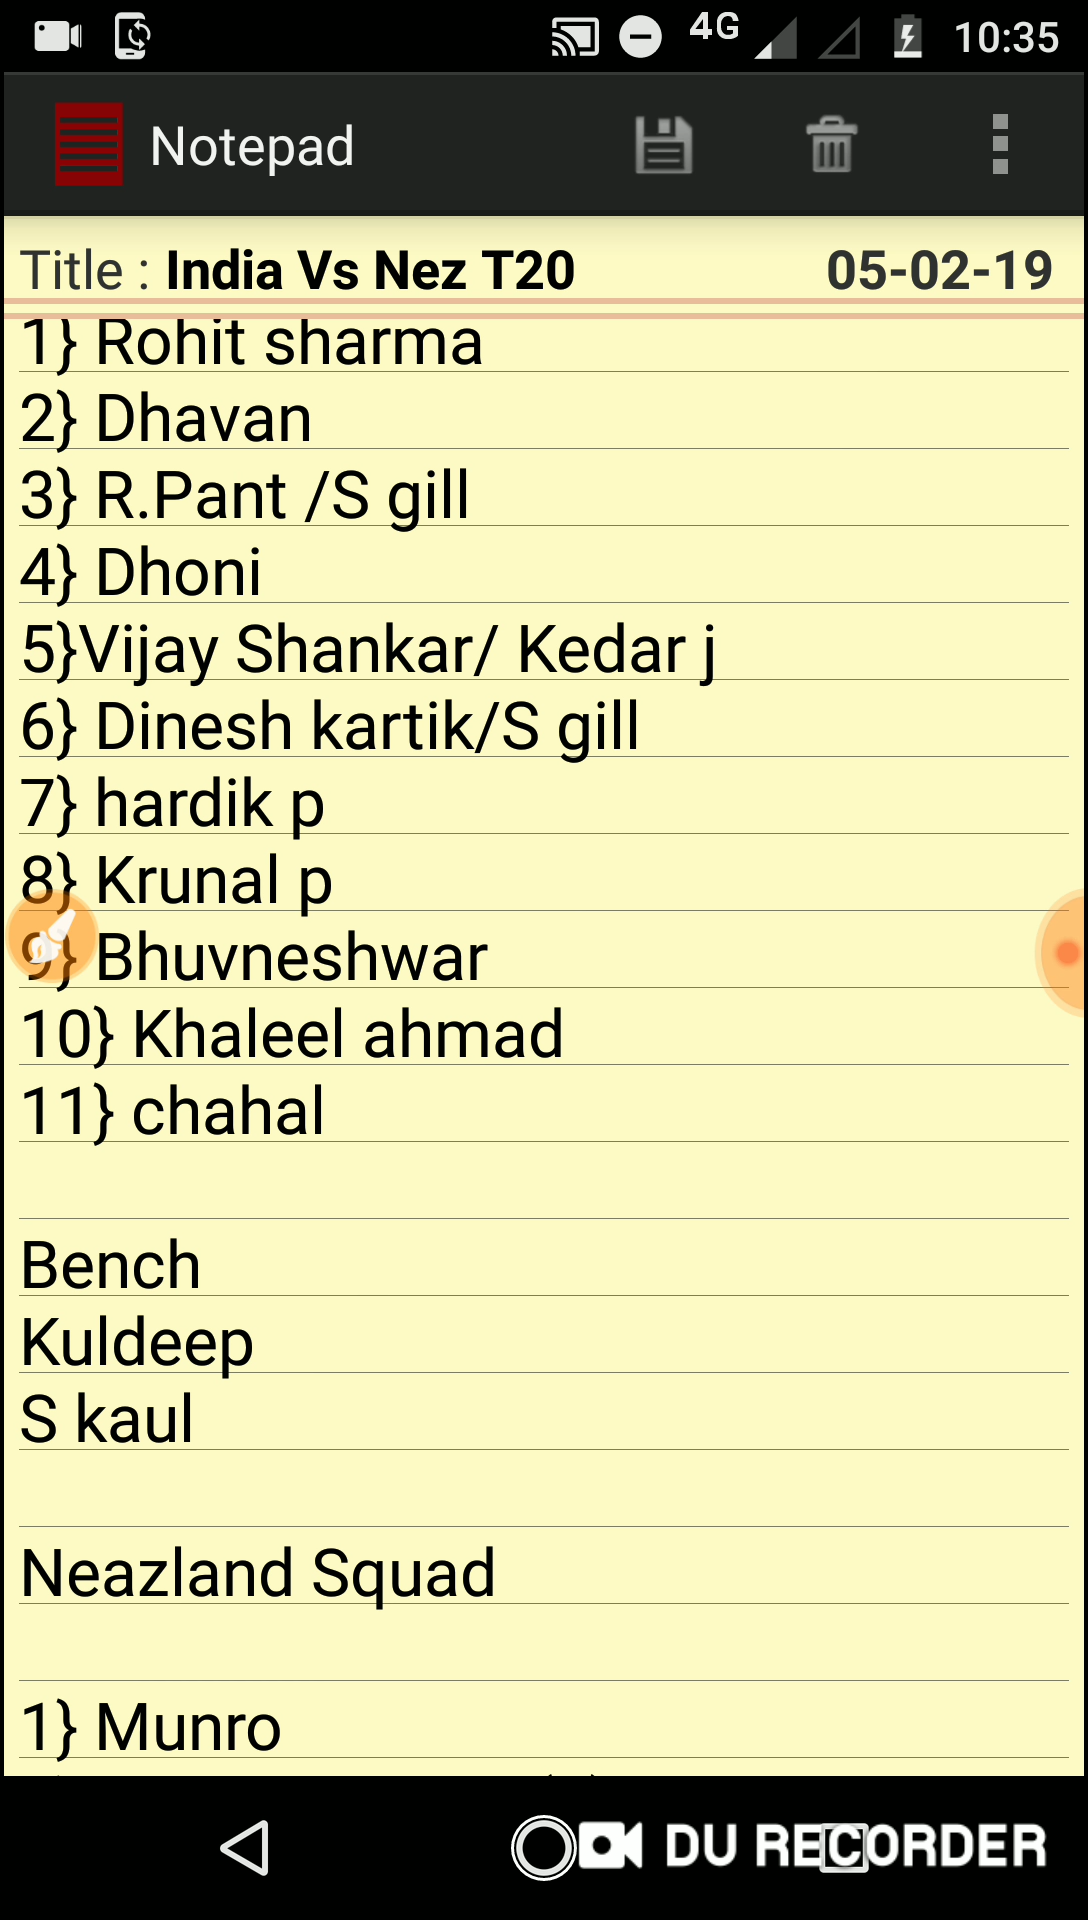 4G 10:35
Notepad
Title : India Vs Nez T20 05-02-19
1} Rohit sharma
2} Dhavan
3} R.Pant /S gill
4} Dhoni
5}Vijay Shankar/ Kedar j
6} Dinesh kartik/S gill
7} hardik p
8} Krunal p
9} Bhuvneshwar
10} Khaleel ahmad
11} chahal
Bench
Kuldeep
S kaul
Neazland Squad
1} Munro
DU RECORDER